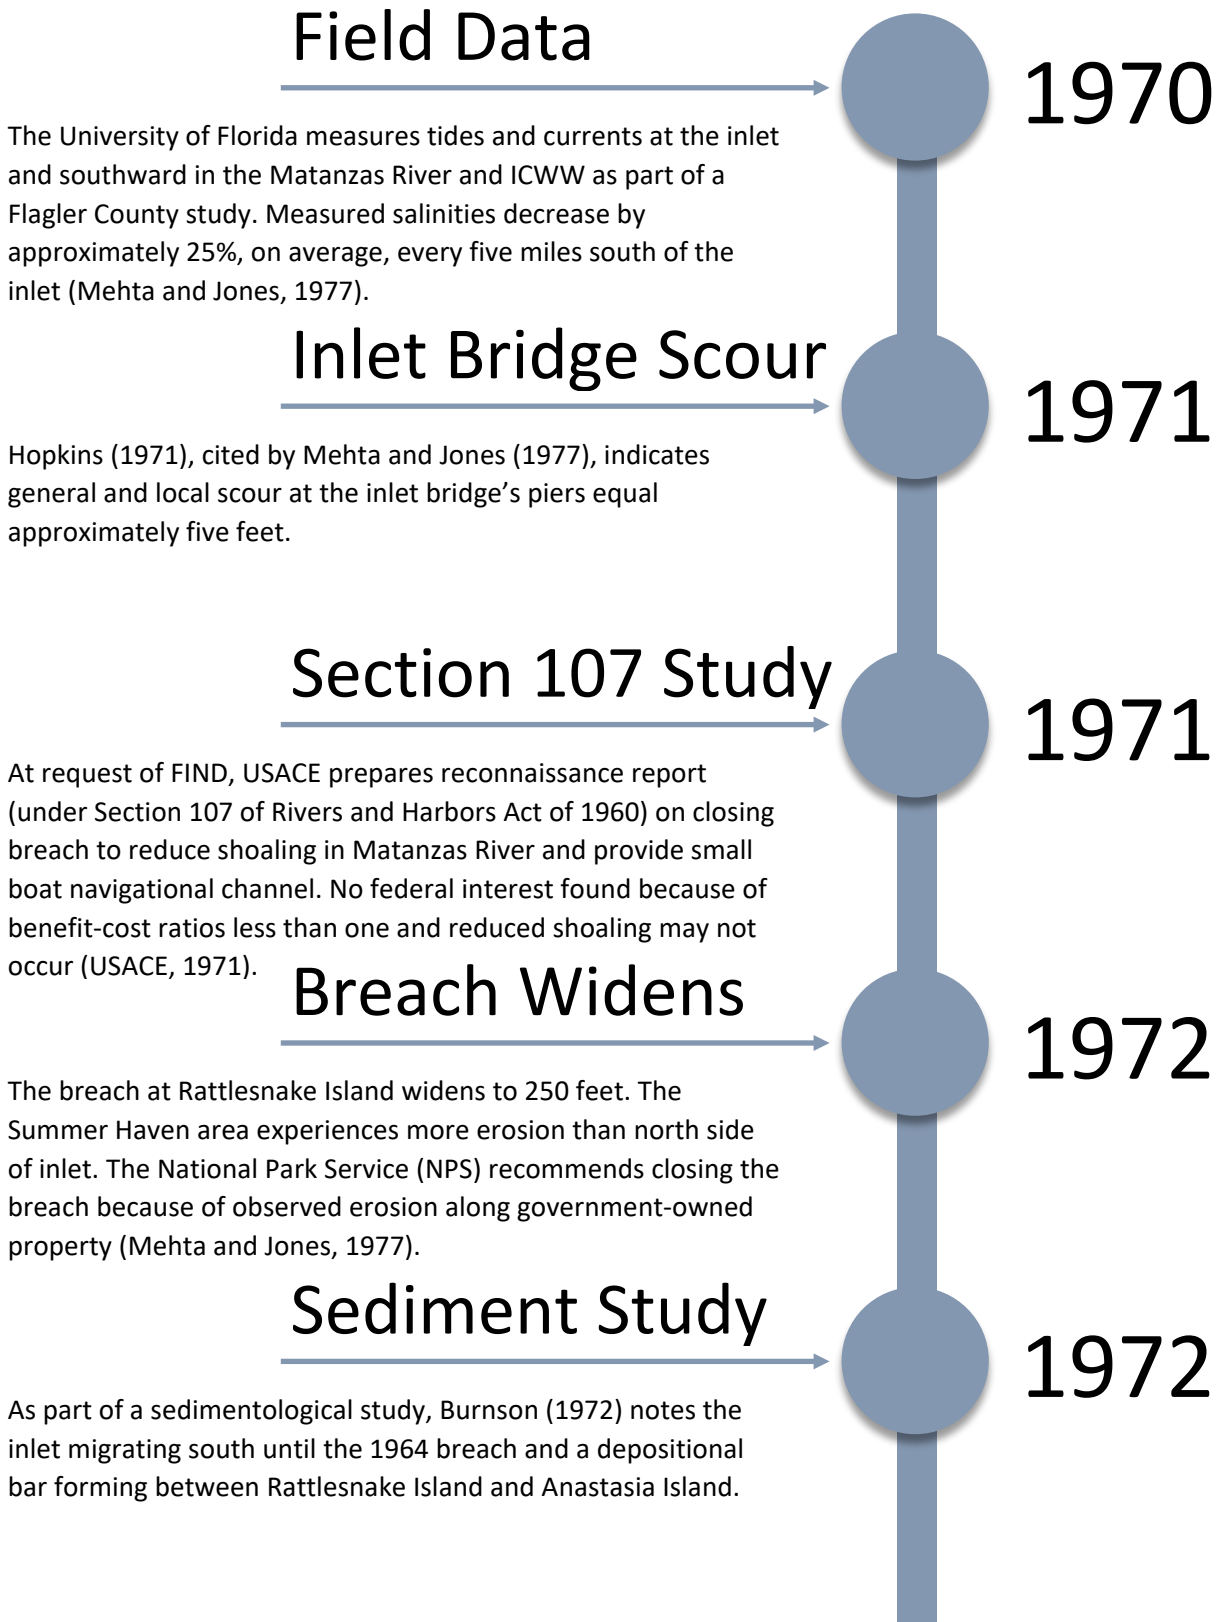 Field Data
1970
The University of Florida measures tides and currents at the inlet
and southward in the Matanzas River and ICWW as part of a
Flagler County study. Measured salinities decrease by
approximately 25%, on average, every five miles south of the
inlet (Mehta and Jones, 1977).
Inlet Bridge Scour
1971
Hopkins (1971), cited by Mehta and Jones (1977), indicates
general and local scour at the inlet bridge’s piers equal
approximately five feet.
Section 107 Study
1971
At request of FIND, USACE prepares reconnaissance report
(under Section 107 of Rivers and Harbors Act of 1960) on closing
breach to reduce shoaling in Matanzas River and provide small
boat navigational channel. No federal interest found because of
benefit-cost ratios less than one and reduced shoaling may not
occur (USACE, 1971).
Breach Widens
1972
The breach at Rattlesnake Island widens to 250 feet. The
Summer Haven area experiences more erosion than north side
of inlet. The National Park Service (NPS) recommends closing the
breach because of observed erosion along government-owned
property (Mehta and Jones, 1977).
Sediment Study
1972
As part of a sedimentological study, Burnson (1972) notes the
inlet migrating south until the 1964 breach and a depositional
bar forming between Rattlesnake Island and Anastasia Island.